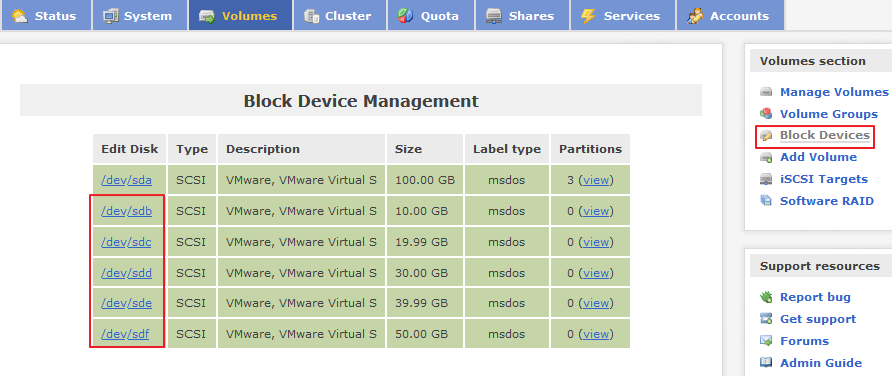 Status System Volumes Cluster Quota Shares Services Accounts
Block Device Management
Edit Disk Type Description Size Label type Partitions
/dev/sda SCSI VMware, VMware Virtual S 100.00 GB msdos 3 (view)
/dev/sdb SCSI VMware, VMware Virtual S 10.00 GB msdos 0 (view)
/dev/sdc SCSI VMware, VMware Virtual S 19.99 GB msdos 0 (view)
/dev/sdd SCSI VMware, VMware Virtual S 30.00 GB msdos 0 (view)
/dev/sde SCSI VMware, VMware Virtual S 39.99 GB msdos 0 (view)
/dev/sdf SCSI VMware, VMware Virtual S 50.00 GB msdos 0 (view)
Volumes section
Manage Volumes
Volume Groups
Block Devices
Add Volume
iSCSI Targets
Software RAID
Support resources
Report bug
Get support
Forums
Admin Guide